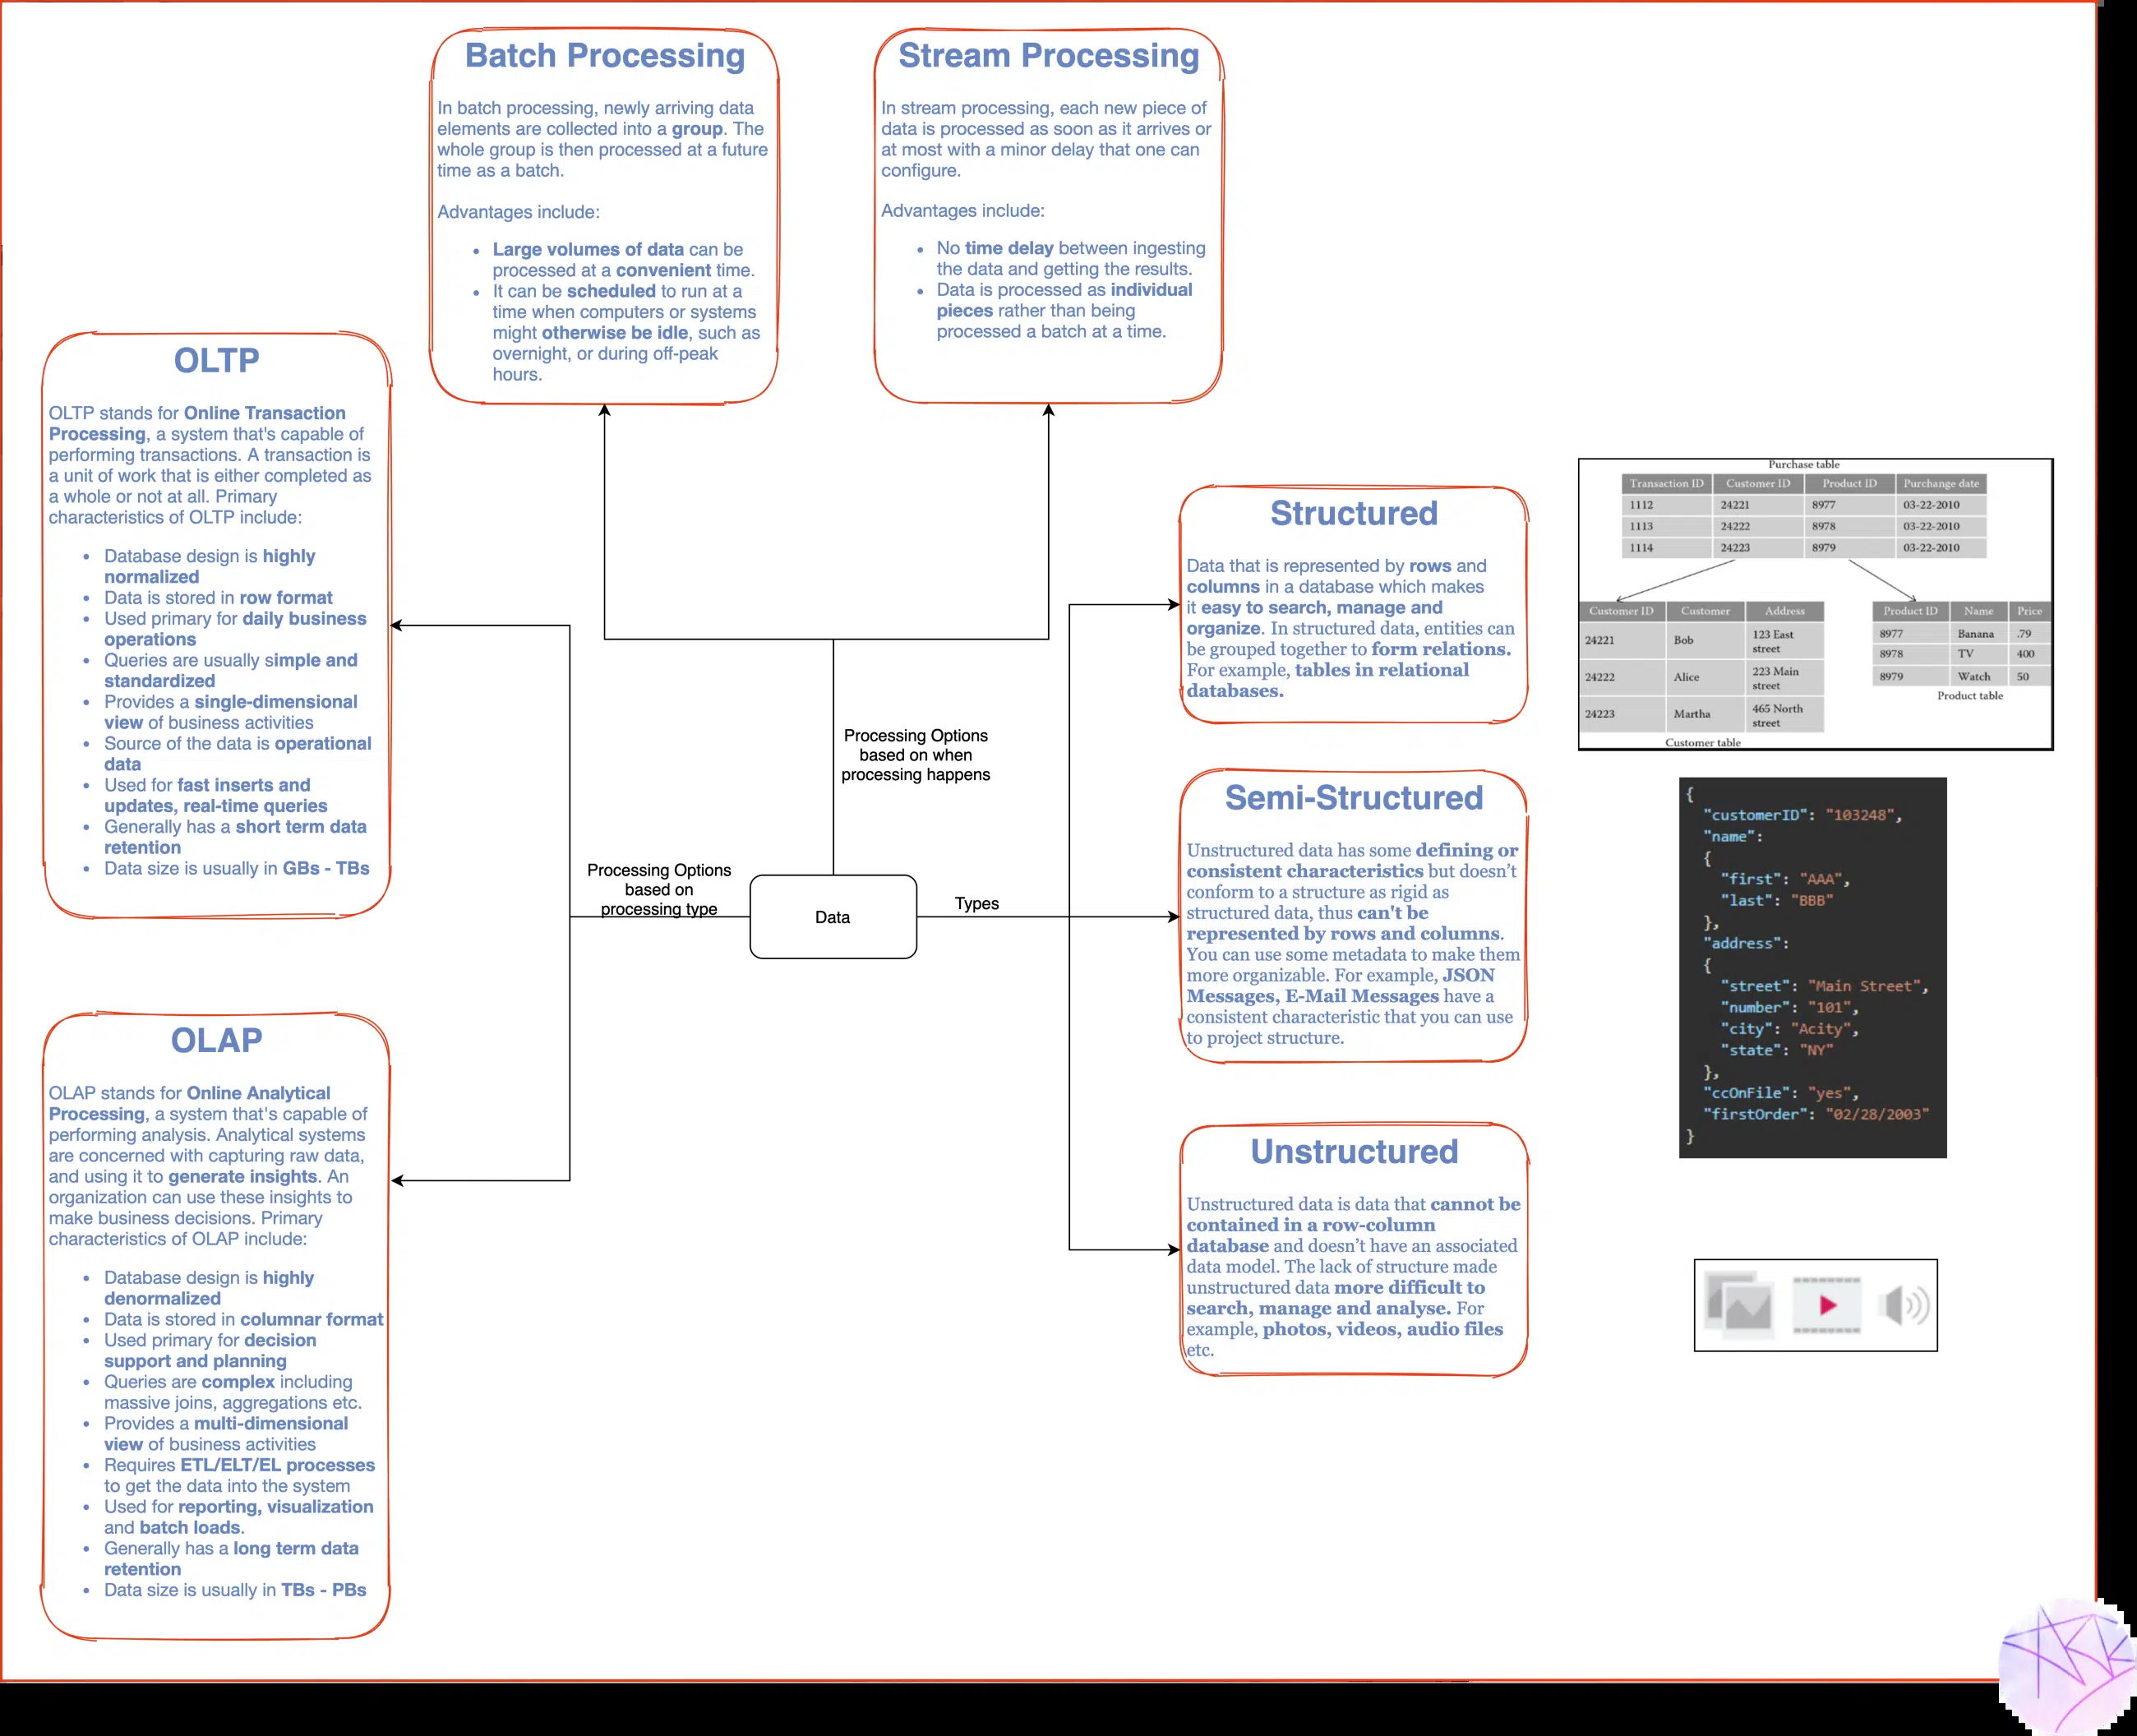 Batch Processing
In batch processing, newly arriving data
elements are collected into a group. The
whole group is then processed at a future
time as a batch.
Advantages include:
• Large volumes of data can be
processed at a convenient time.
• It can be scheduled to run at a
time when computers or systems
might otherwise be idle, such as
overnight, or during off-peak
hours.
Stream Processing
In stream processing, each new piece of
data is processed as soon as it arrives or
at most with a minor delay that one can
configure.
Advantages include:
• No time delay between ingesting
the data and getting the results.
• Data is processed as individual
pieces rather than being
processed a batch at a time.
OLTP
OLTP stands for Online Transaction
Processing, a system that's capable of
performing transactions. A transaction is
a unit of work that is either completed as
a whole or not at all. Primary
characteristics of OLTP include:
• Database design is highly
normalized
• Data is stored in row format
• Used primary for daily business
operations
• Queries are usually simple and
standardized
• Provides a single-dimensional
view of business activities
• Source of the data is operational
data
• Used for fast inserts and
updates, real-time queries
• Generally has a short term data
retention
• Data size is usually in GBs - TBs
OLAP
OLAP stands for Online Analytical
Processing, a system that's capable of
performing analysis. Analytical systems
are concerned with capturing raw data,
and using it to generate insights. An
organization can use these insights to
make business decisions. Primary
characteristics of OLAP include:
• Database design is highly
denormalized
• Data is stored in columnar format
• Used primary for decision
support and planning
• Queries are complex including
massive joins, aggregations etc.
• Provides a multi-dimensional
view of business activities
• Requires ETL/ELT/EL processes
to get the data into the system
• Used for reporting, visualization
and batch loads.
• Generally has a long term data
retention
• Data size is usually in TBs - PBs
Processing Options
based on when
processing happens
Processing Options
based on
processing type
Data
Types
Structured
Data that is represented by rows and
columns in a database which makes
it easy to search, manage and
organize. In structured data, entities can
be grouped together to form relations.
For example, tables in relational
databases.
Semi-Structured
Unstructured data has some defining or
consistent characteristics but doesn’t
conform to a structure as rigid as
structured data, thus can't be
represented by rows and columns.
You can use some metadata to make them
more organizable. For example, JSON
Messages, E-Mail Messages have a
consistent characteristic that you can use
to project structure.
Unstructured
Unstructured data is data that cannot be
contained in a row-column
database and doesn’t have an associated
data model. The lack of structure made
unstructured data more difficult to
search, manage and analyse. For
example, photos, videos, audio files
etc.
Purchase table
Transaction ID Customer ID Product ID Purchange date
1112 24221 8977 03-22-2010
1113 24222 8978 03-22-2010
1114 24223 8979 03-22-2010
Customer ID Customer Address
24221 Bob 123 East
street
24222 Alice 223 Main
street
24223 Martha 465 North
street
Customer table
Product ID Name Price
8977 Banana .79
8978 TV 400
8979 Watch 50
Product table
{
"customerID": "103248",
"name":
{
"first": "AAA",
"last": "BBB"
},
"address":
{
"street": "Main Street",
"number": "101",
"city": "Acity",
"state": "NY"
},
"ccOnFile": "yes",
"firstOrder": "02/28/2003"
}